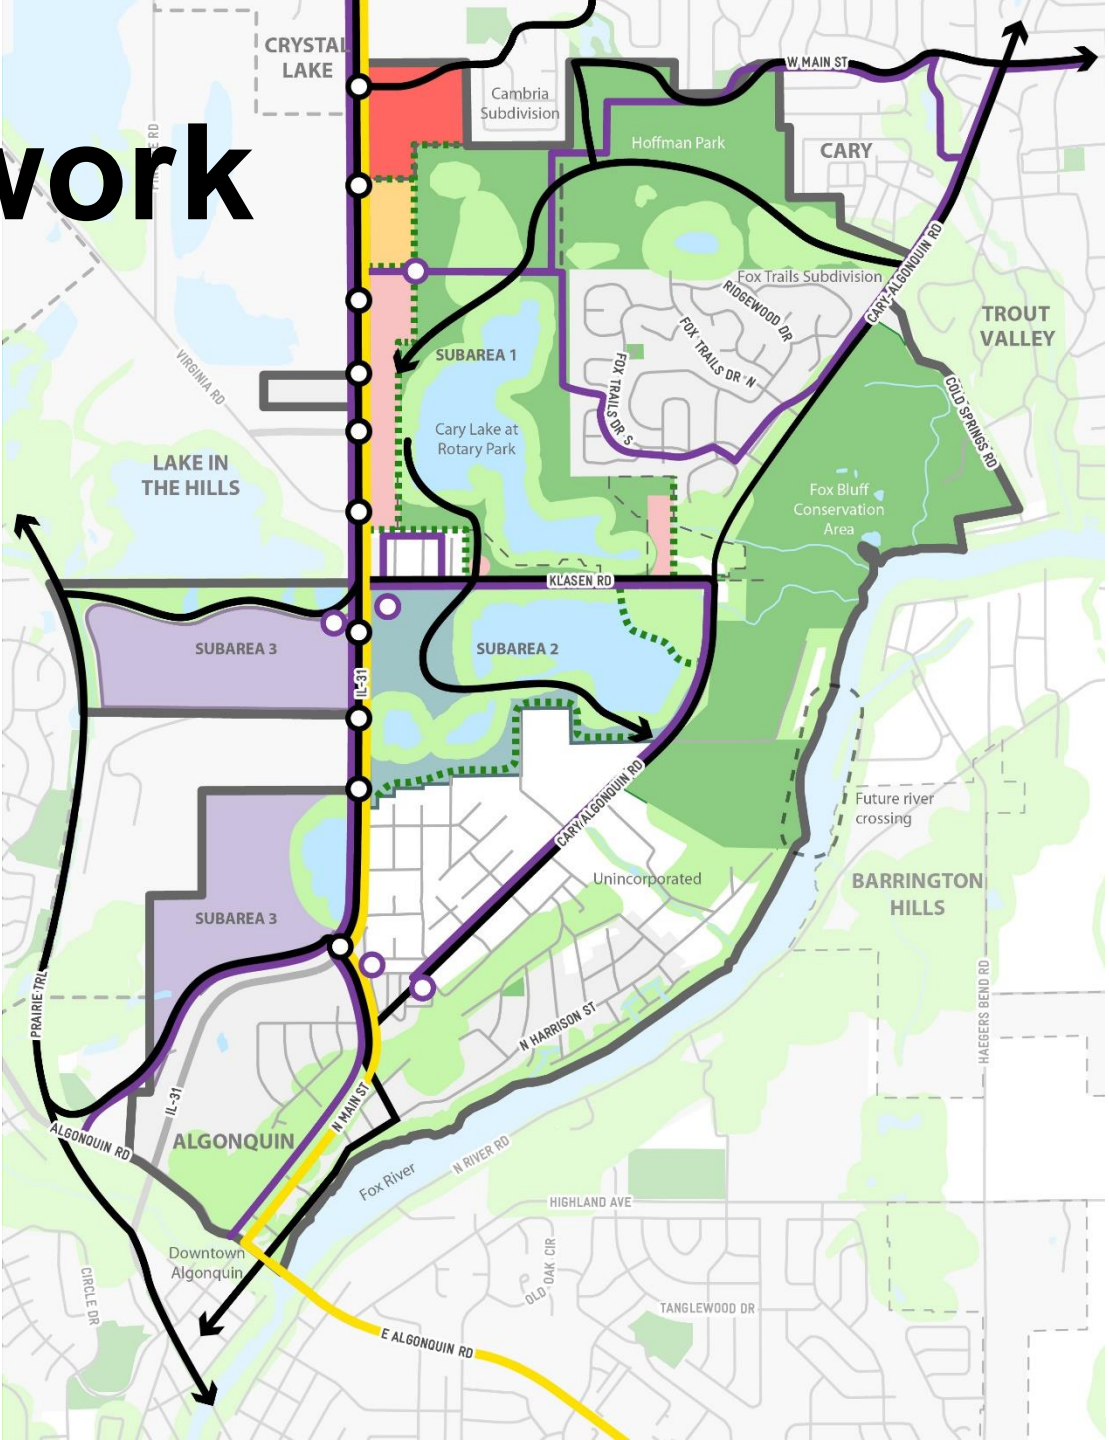 CRYSTAL
LAKE
work
W MAIN ST
Cambria
Subdivision
Hoffman Park
CARY
CARY-ALGONQUIN RD
Fox Trails Subdivision
RIDGEWOOD DR
FOX TRAILS DR N
FOX TRAILS DR S
TROUT
VALLEY
COLD SPRINGS RD
SUBAREA 1
VIRGINIA RD
Cary Lake at
Rotary Park
LAKE IN
THE HILLS
Fox Bluff
Conservation
Area
KLASEN RD
SUBAREA 3
SUBAREA 2
IL-31
CARY-ALGONQUIN RD
Future river
crossing
Unincorporated
BARRINGTON
HILLS
SUBAREA 3
PRAIRIE TRL
HAEGERS BEND RD
N HARRISON ST
IL-31
N MAIN ST
ALGONQUIN RD
ALGONQUIN
N RIVER RD
Fox River
HIGHLAND AVE
Downtown
Algonquin
OLD OAK CIR
CIRCLE DR
TANGLEWOOD DR
E ALGONQUIN RD